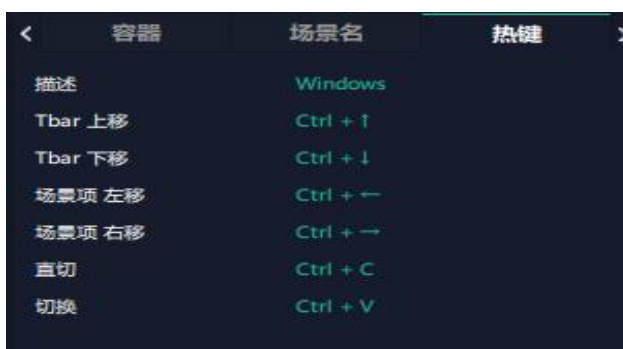 < 容器 场景名 热键
描述 Windows
Tbar 上移 Ctrl + ↑
Tbar 下移 Ctrl + ↓
场景项 左移 Ctrl + ←
场景项 右移 Ctrl + →
直切 Ctrl + C
切换 Ctrl + V